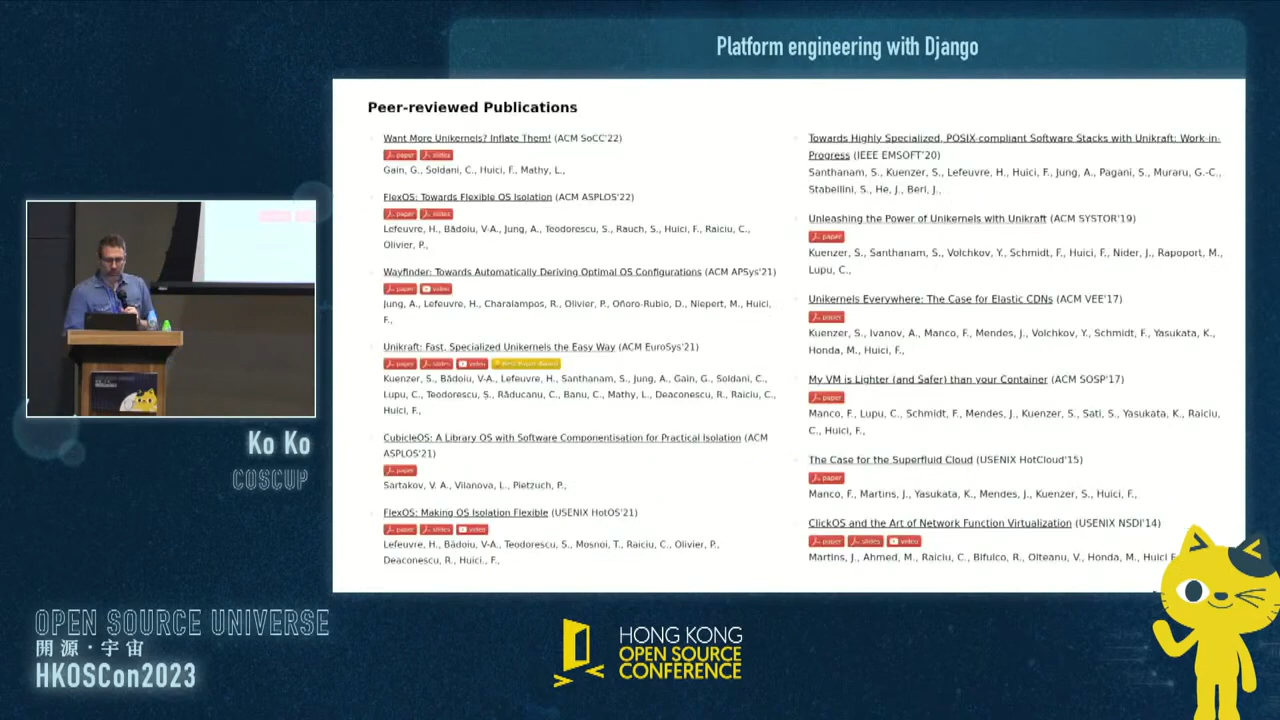 Platform engineering with Django
Peer-reviewed Publications
Want More Unikernels? Inflate Them! (ACM SoCC'22)
paper slides
Gain, G., Soldani, C., Huici, F., Mathy, L.,
FlexOS: Towards Flexible OS Isolation (ACM ASPLOS'22)
paper slides
Lefeuvre, H., Bădoiu, V-A., Jung, A., Teodorescu, S., Rauch, S., Huici, F., Raiciu, C.,
Olivier, P.,
Wayfinder: Towards Automatically Deriving Optimal OS Configurations (ACM APSys'21)
paper video
Jung, A., Lefeuvre, H., Charalampos, R., Olivier, P., Oñoro-Rubio, D., Niepert, M., Huici,
F.,
Unikraft: Fast, Specialized Unikernels the Easy Way (ACM EuroSys'21)
paper slides video Best Paper Award
Kuenzer, S., Bădoiu, V-A., Lefeuvre, H., Santhanam, S., Jung, A., Gain, G., Soldani, C.,
Lupu, C., Teodorescu, Ș., Răducanu, C., Banu, C., Mathy, L., Deaconescu, R., Raiciu, C.,
Huici, F.,
CubicleOS: A Library OS with Software Componentisation for Practical Isolation (ACM
ASPLOS'21)
paper
Sartakov, V. A., Vilanova, L., Pietzuch, P.,
FlexOS: Making OS Isolation Flexible (USENIX HotOS'21)
paper slides video
Lefeuvre, H., Bădoiu, V-A., Teodorescu, S., Mosnoi, T., Raiciu, C., Olivier, P.,
Deaconescu, R., Huici., F.,
Towards Highly Specialized, POSIX-compliant Software Stacks with Unikraft: Work-in-
Progress (IEEE EMSOFT'20)
Santhanam, S., Kuenzer, S., Lefeuvre, H., Huici, F., Jung, A., Pagani, S., Muraru, G.-C.,
Stabellini, S., He, J., Beri, J.,
Unleashing the Power of Unikernels with Unikraft (ACM SYSTOR'19)
paper
Kuenzer, S., Santhanam, S., Volchkov, Y., Schmidt, F., Huici, F., Nider, J., Rapoport, M.,
Lupu, C.,
Unikernels Everywhere: The Case for Elastic CDNs (ACM VEE'17)
paper
Kuenzer, S., Ivanov, A., Manco, F., Mendes, J., Volchkov, Y., Schmidt, F., Yasukata, K.,
Honda, M., Huici, F.,
My VM is Lighter (and Safer) than your Container (ACM SOSP'17)
paper
Manco, F., Lupu, C., Schmidt, F., Mendes, J., Kuenzer, S., Sati, S., Yasukata, K., Raiciu,
C., Huici, F.,
The Case for the Superfluid Cloud (USENIX HotCloud'15)
paper
Manco, F., Martins, J., Yasukata, K., Mendes, J., Kuenzer, S., Huici, F.,
ClickOS and the Art of Network Function Virtualization (USENIX NSDI'14)
paper slides video
Martins, J., Ahmed, M., Raiciu, C., Bifulco, R., Olteanu, V., Honda, M., Huici F
Ko Ko
COSCUP
OPEN SOURCE UNIVERSE
開源·宇宙
HKOSCon2023
HONG KONG
OPEN SOURCE
CONFERENCE